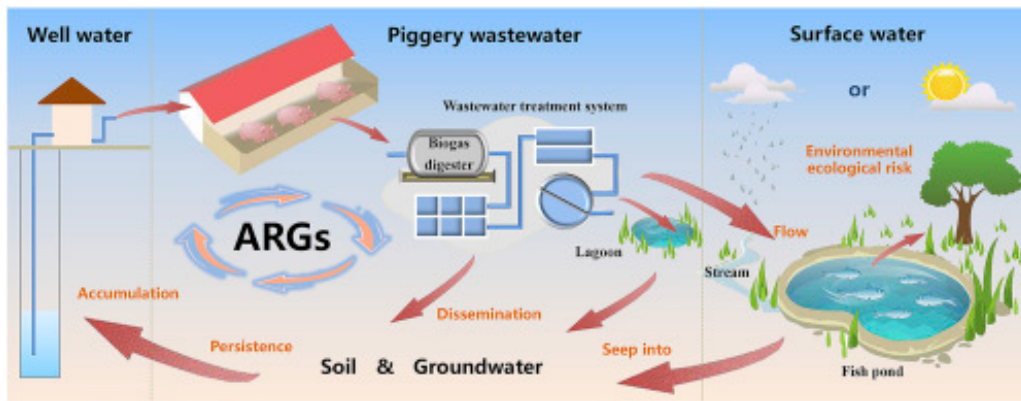 Well water
Piggery wastewater
Surface water
Wastewater treatment system
or
Biogas
digester
Environmental
ecological risk
ARGs
Lagoon
Flow
Stream
Accumulation
Dissemination
Persistence
Seep into
Soil & Groundwater
Fish pond